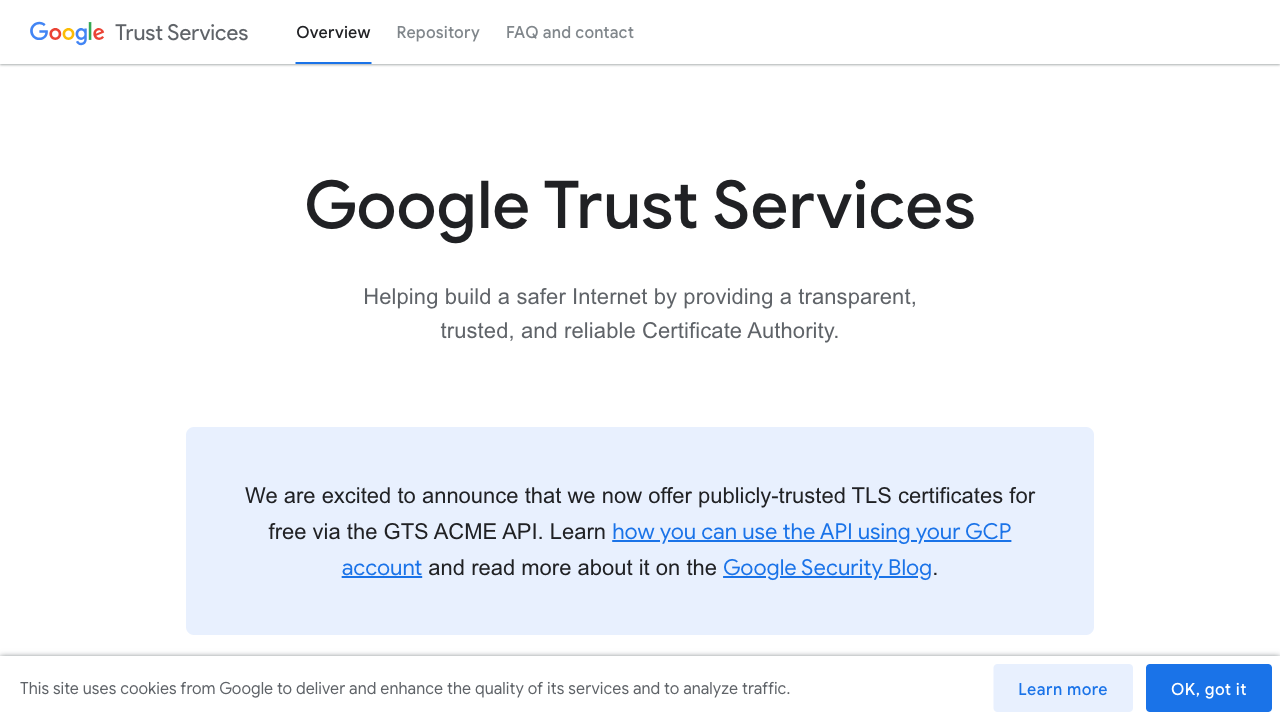 Google Trust Services
Overview
Repository
FAQ and contact
Google Trust Services
Helping build a safer Internet by providing a transparent,
trusted, and reliable Certificate Authority.
We are excited to announce that we now offer publicly-trusted TLS certificates for
free via the GTS ACME API. Learn how you can use the API using your GCP
account and read more about it on the Google Security Blog.
This site uses cookies from Google to deliver and enhance the quality of its services and to analyze traffic.
Learn more
OK, got it